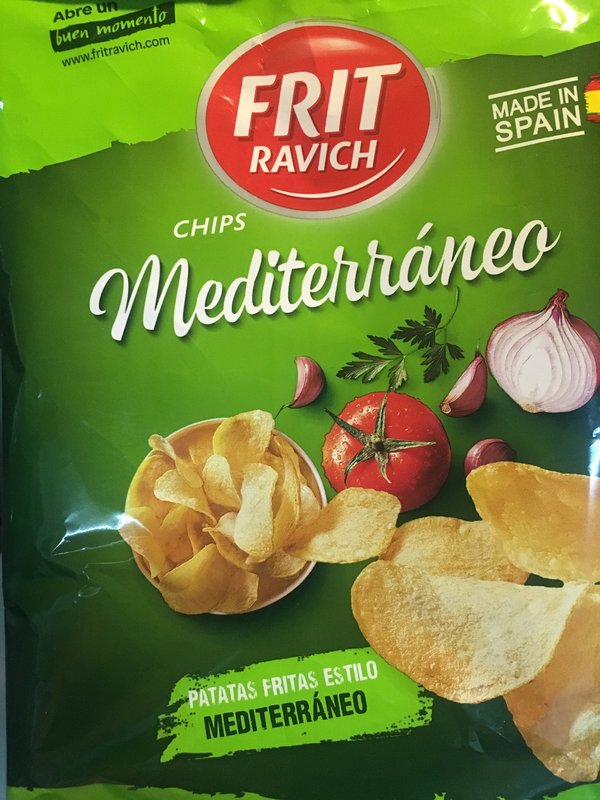 Abre un
buen momento
www.fritravich.com
FRIT
RAVICH
MADE IN
SPAIN
CHIPS
Mediterráneo
PATATAS FRITAS ESTILO
MEDITERRÁNEO